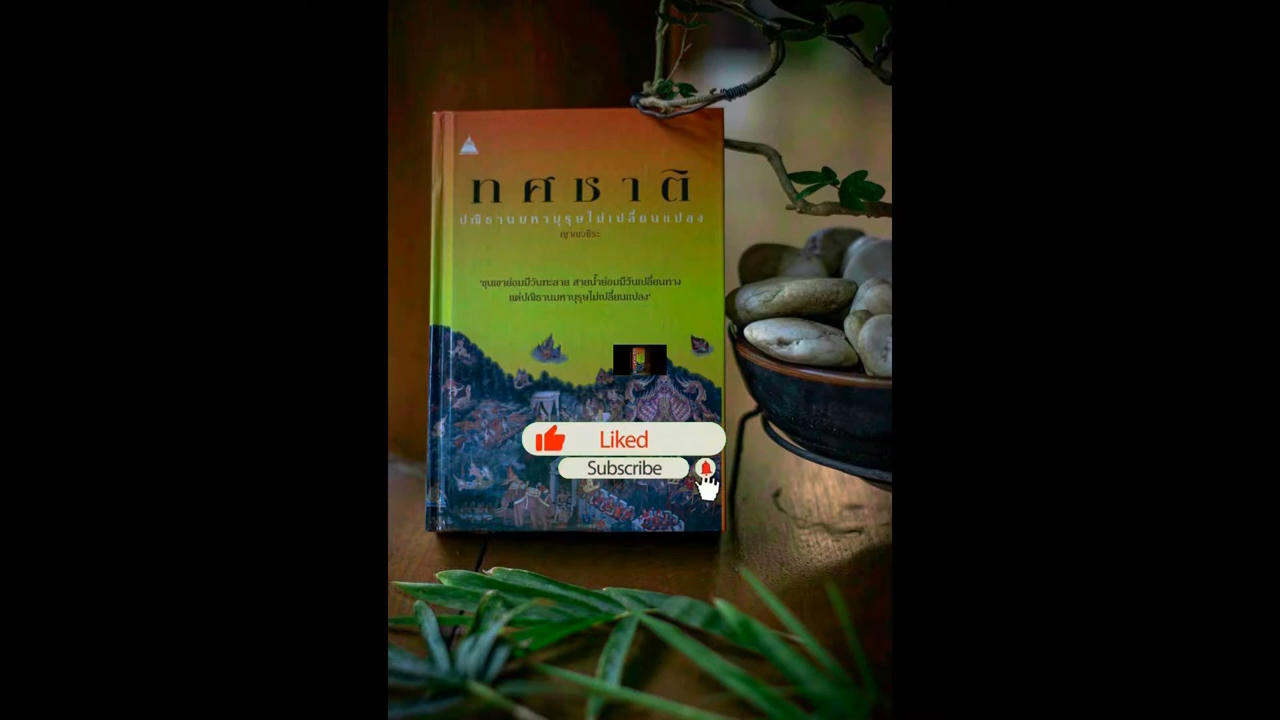 ทศชาติ
ปณิธานมหาบุรุษไม่เปลี่ยนแปลง
ญาณวชิระ
'ขุนเขาย่อมมีวันทะลาย สายน้ำย่อมมีวันเปลี่ยนทาง
แต่ปณิธานมหาบุรุษไม่เปลี่ยนแปลง'
Liked
Subscribe